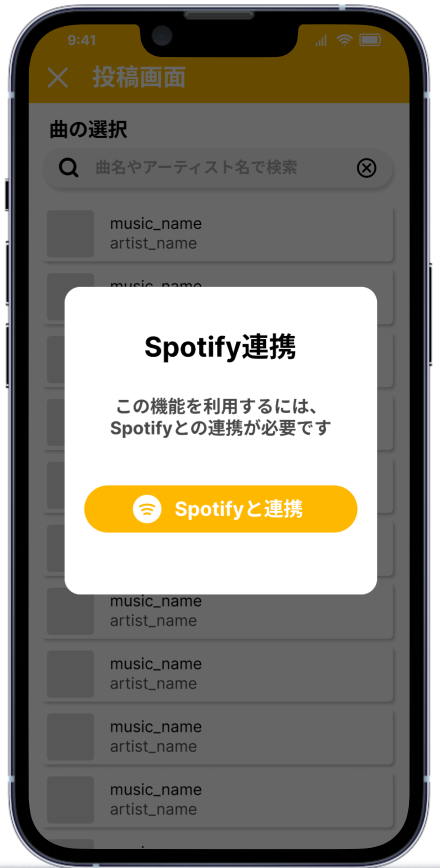 9:41
投稿画面
曲の選択
曲名やアーティスト名で検索
music_name
artist_name
music_name
Spotify連携
この機能を利用するには、
Spotifyとの連携が必要です
Spotifyと連携
music_name
artist_name
music_name
artist_name
music_name
artist_name
music_name
artist_name